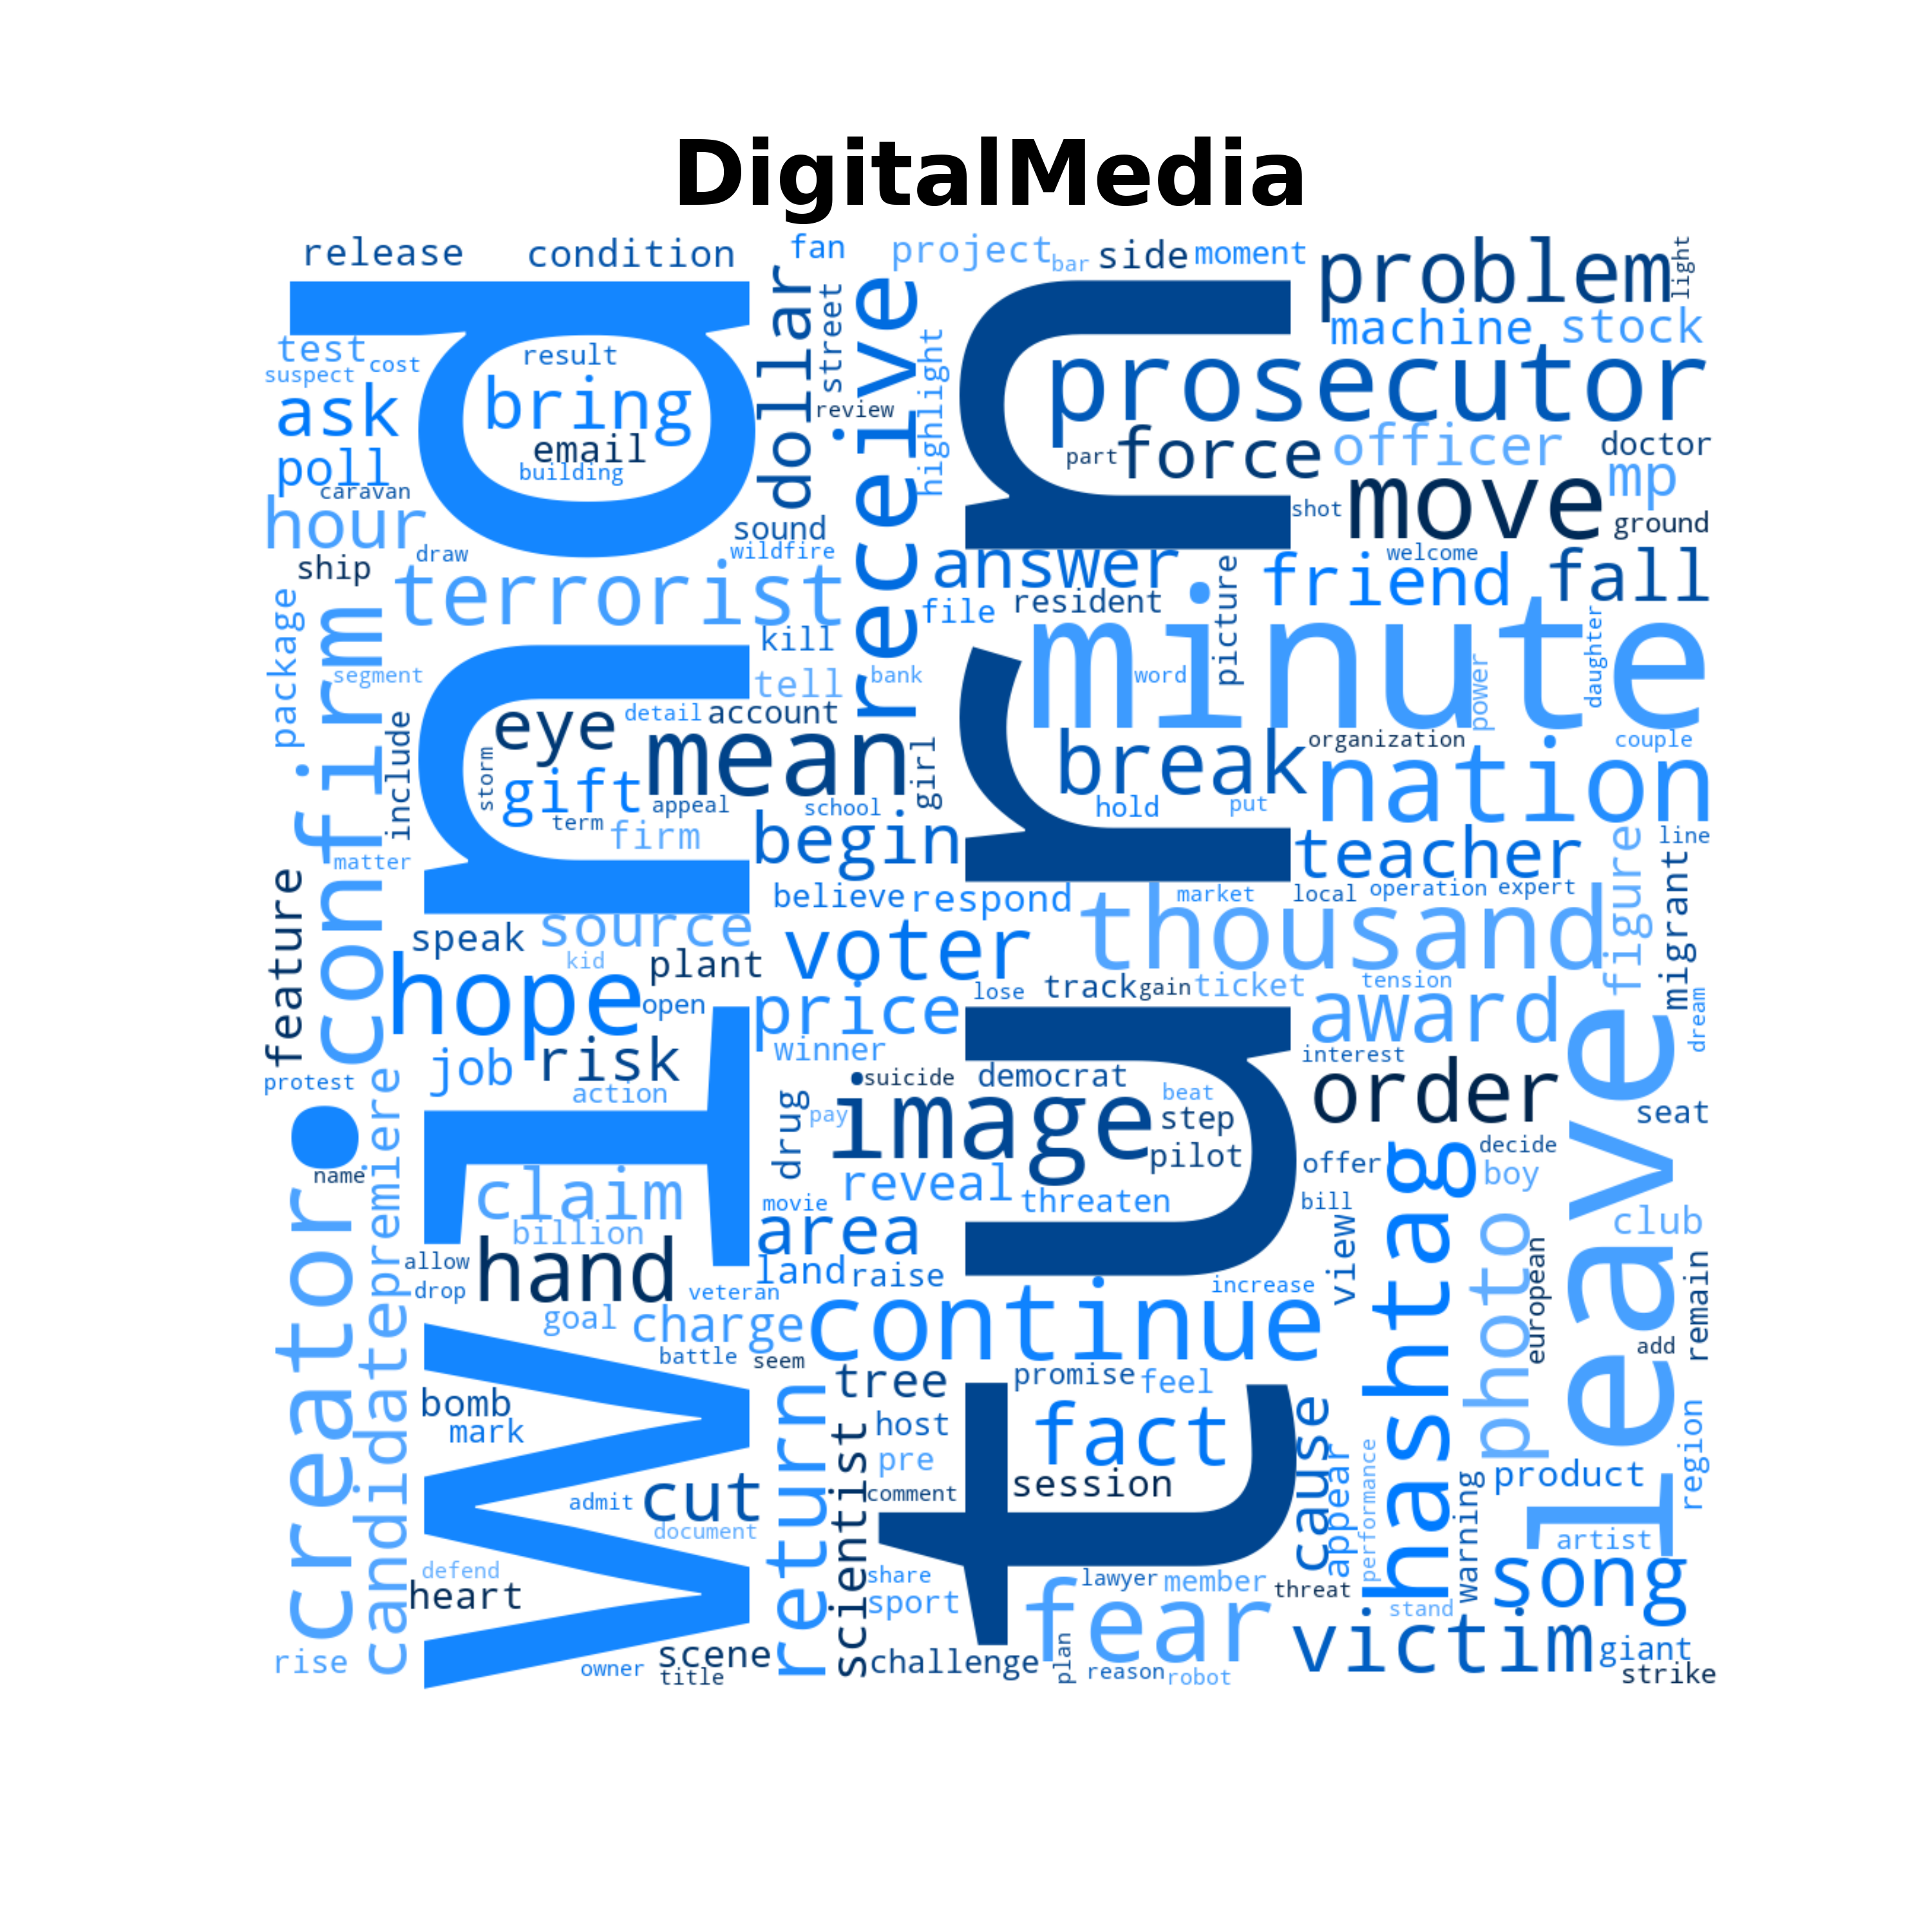 DigitalMedia
release condition fan project bar side moment problem light
machine stock
test cost suspect result dollar street receive highlight prosecutor
ask bring email building review part force officer doctor
poll caravan hour sound wildfire shot move mp ground
ship draw terrorist answer welcome friend fall
package kill file resident picture minute daughter
segment tell bank word power
wind
turn
confirm include eye detail account mean girl break organization nation couple
storm gift appeal school hold put
term firm begin teacher line
matter believe respond market local operation expert figure migrant
feature speak source voter thousand
kid plant hope open price lose track gain ticket tension award dream
job risk winner interest
protest action suicide democrat order leave
premiere drug pay image beat step seat
name pilot offer hashtag decide boy
claim reveal threaten bill club
creator billion movie area view photo european remain
allow hand land raise increase
drop veteran
candidate goal charge continue add
battle seem tree promise feel
bomb mark return scientist host fact cause region
pre session appear performance warning product
admit cut comment document artist
defend heart share lawyer member threat song
sport fear stand victim giant
rise owner scene title challenge plan reason robot strike